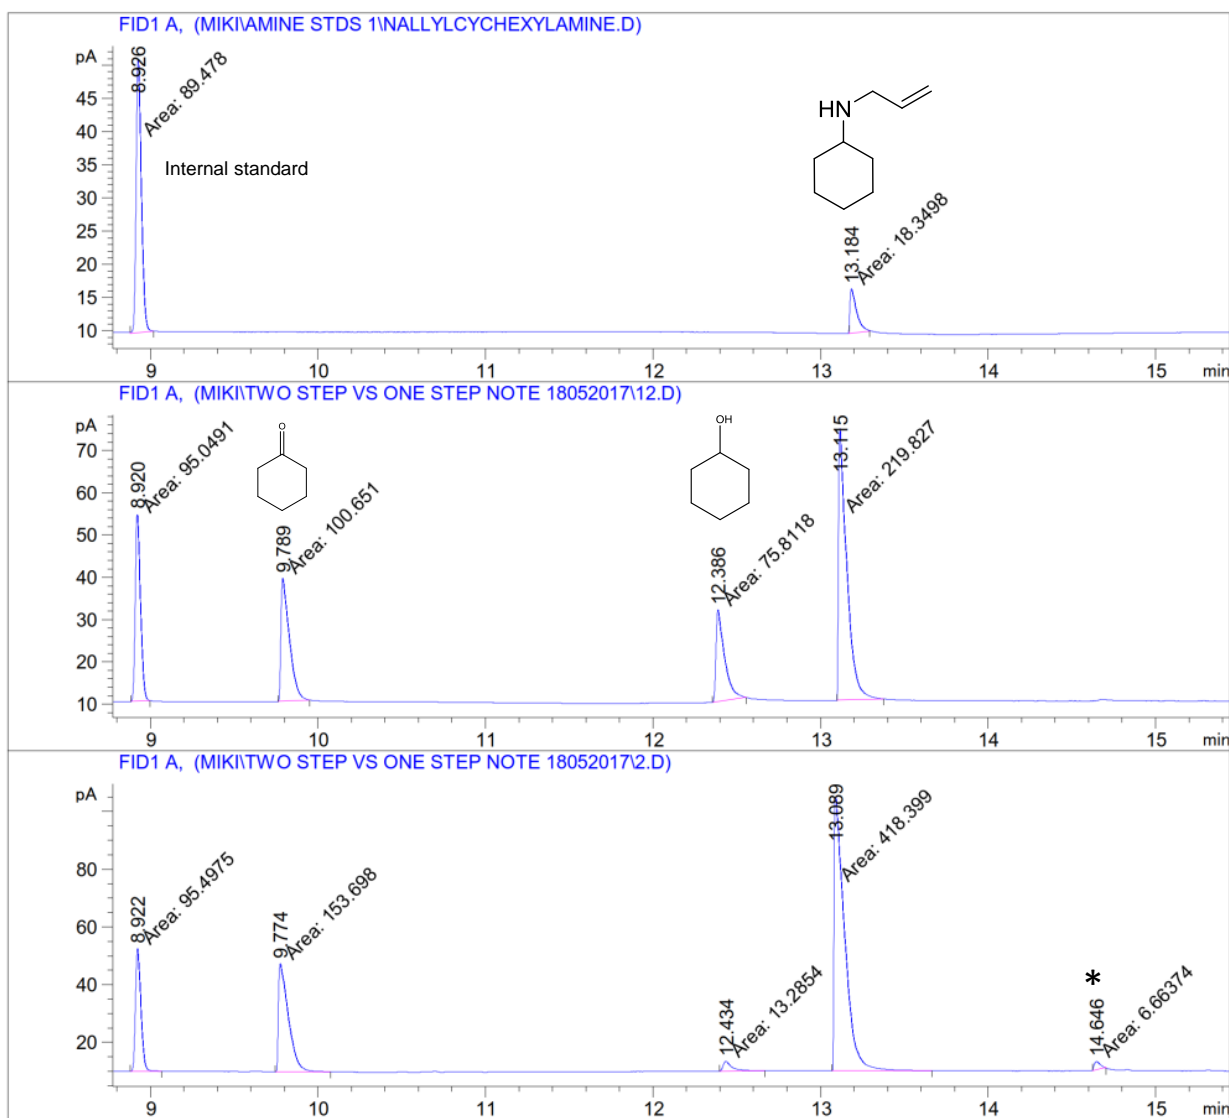 FID1 A, (MIKI\AMINE STDS 1\NALLYLCYCHEXYLAMINE.D)
pA
45
40
35
30
25
20
15
10
8.926
Area: 89.478
Internal standard
HN
13.184
Area: 18.3498
9 10 11 12 13 14 15 min
FID1 A, (MIKI\TWO STEP VS ONE STEP NOTE 18052017\12.D)
pA
70
60
50
40
30
20
10
8.920
Area: 95.0491
O
9.789
Area: 100.651
OH
12.386
Area: 75.8118
13.115
Area: 219.827
9 10 11 12 13 14 15 min
FID1 A, (MIKI\TWO STEP VS ONE STEP NOTE 18052017\2.D)
pA
80
60
40
20
8.922
Area: 95.4975
9.774
Area: 153.698
12.434
Area: 13.2854
13.089
Area: 418.399
*
14.646
Area: 6.66374
9 10 11 12 13 14 15 min